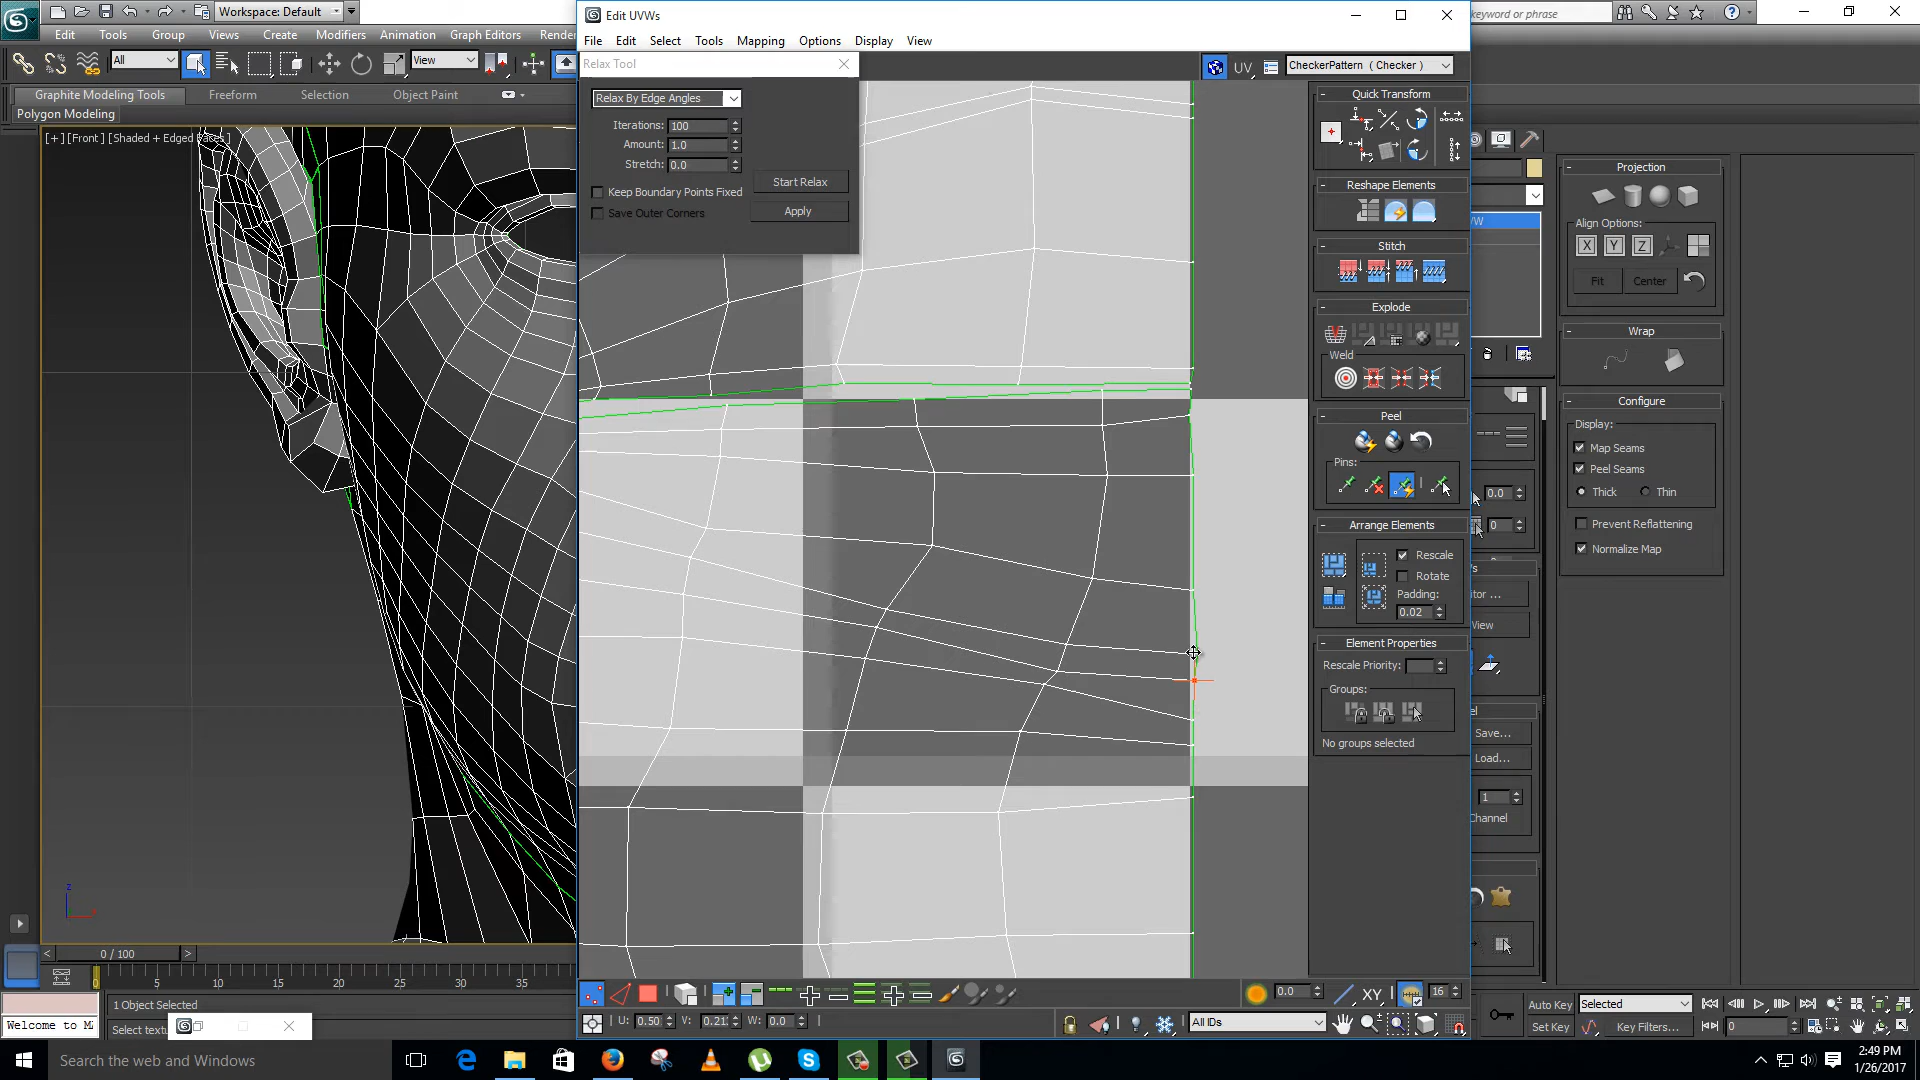 Workspace: Default
Edit Tools Group Views Create Modifiers Animation Graph Editors
All View
Graphite Modeling Tools Freeform Selection Object Paint
Polygon Modeling
[+] [Front] [Shaded + Edged Faces]
Edit UVWs
File Edit Select Tools Mapping Options Display View
Relax Tool
Relax By Edge Angles
Iterations: 100
Amount: 1.0
Stretch: 0.0
Start Relax
Keep Boundary Points Fixed
Save Outer Corners
Apply
UV
CheckerPattern ( Checker )
Quick Transform
Reshape Elements
Stitch
Explode
Weld
Peel
Pins:
Arrange Elements
Rescale
Rotate
Padding:
0.02
Element Properties
Rescale Priority:
Groups:
No groups selected
keyword or phrase
Projection
Align Options:
X Y Z
Fit Center
Wrap
Configure
Display:
Map Seams
Peel Seams
Thick Thin
Prevent Reflattening
Normalize Map
0.0
0
View
Save...
Load...
1
Channel
z
0 / 100
0 5 10 15 20 25 30 35
1 Object Selected
Welcome to
0.0 XY 16
U: 0.50 V: W: 0.0
All IDs
Auto Key Selected
Set Key Key Filters...
0
Search the web and Windows
2:49 PM
1/26/2017